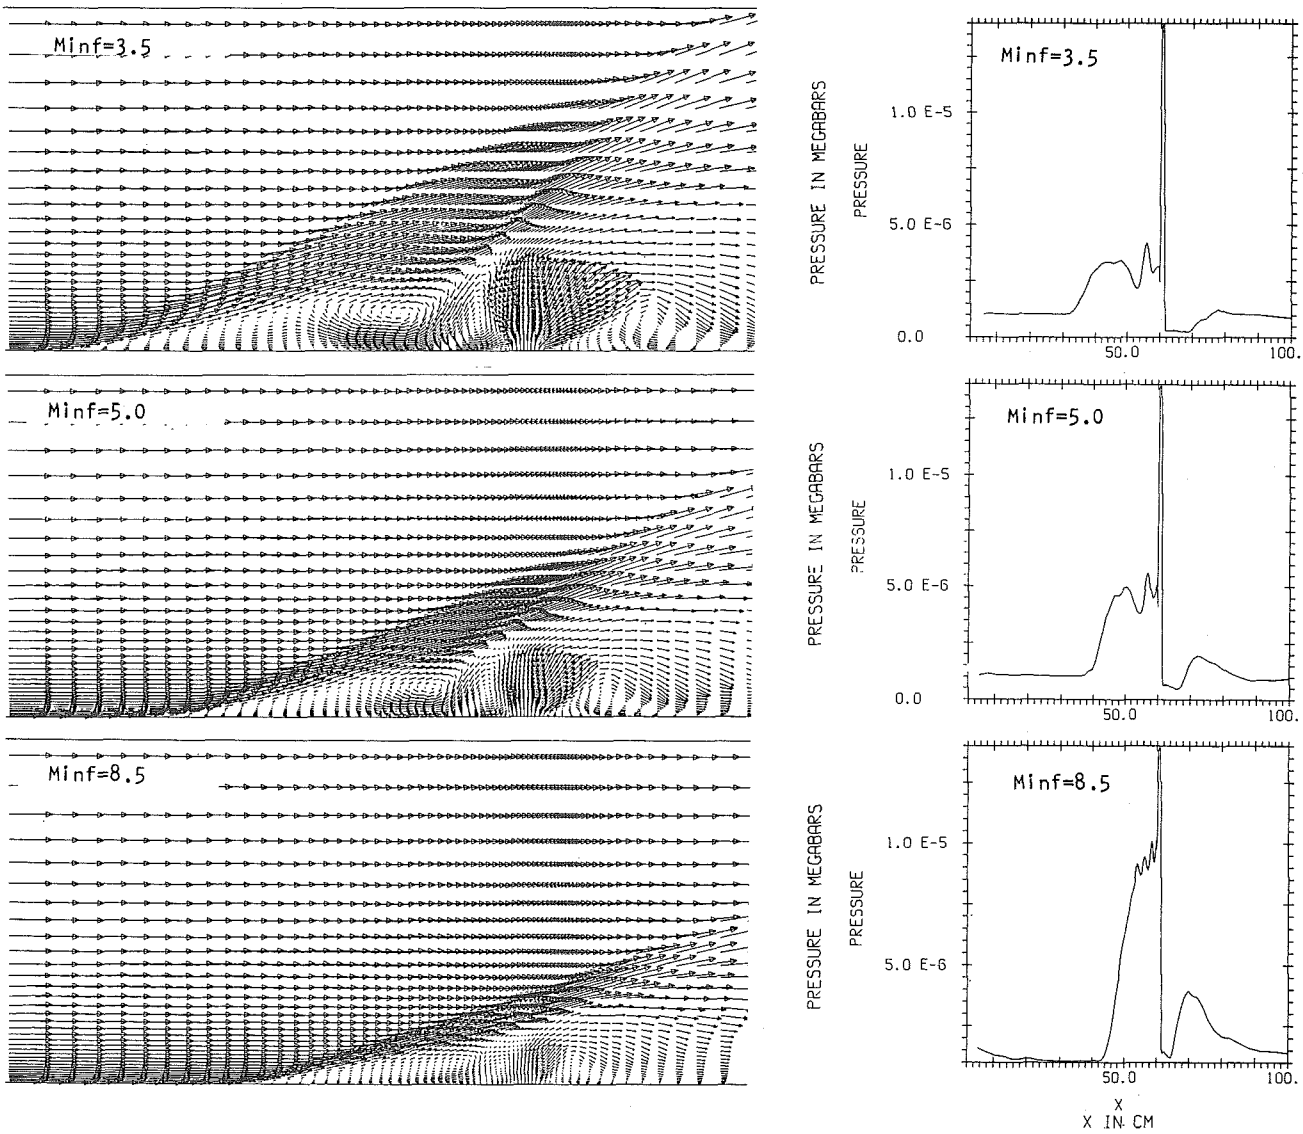 Minf=3.5
PRESSURE IN MEGABARS
PRESSURE
1.0 E-5
5.0 E-6
0.0
Minf=3.5
50.0
100.
Minf=5.0
PRESSURE IN MEGABARS
PRESSURE
1.0 E-5
5.0 E-6
0.0
Minf=5.0
50.0
100.
Minf=8.5
PRESSURE IN MEGABARS
PRESSURE
1.0 E-5
5.0 E-6
Minf=8.5
50.0
100.
X
X IN CM